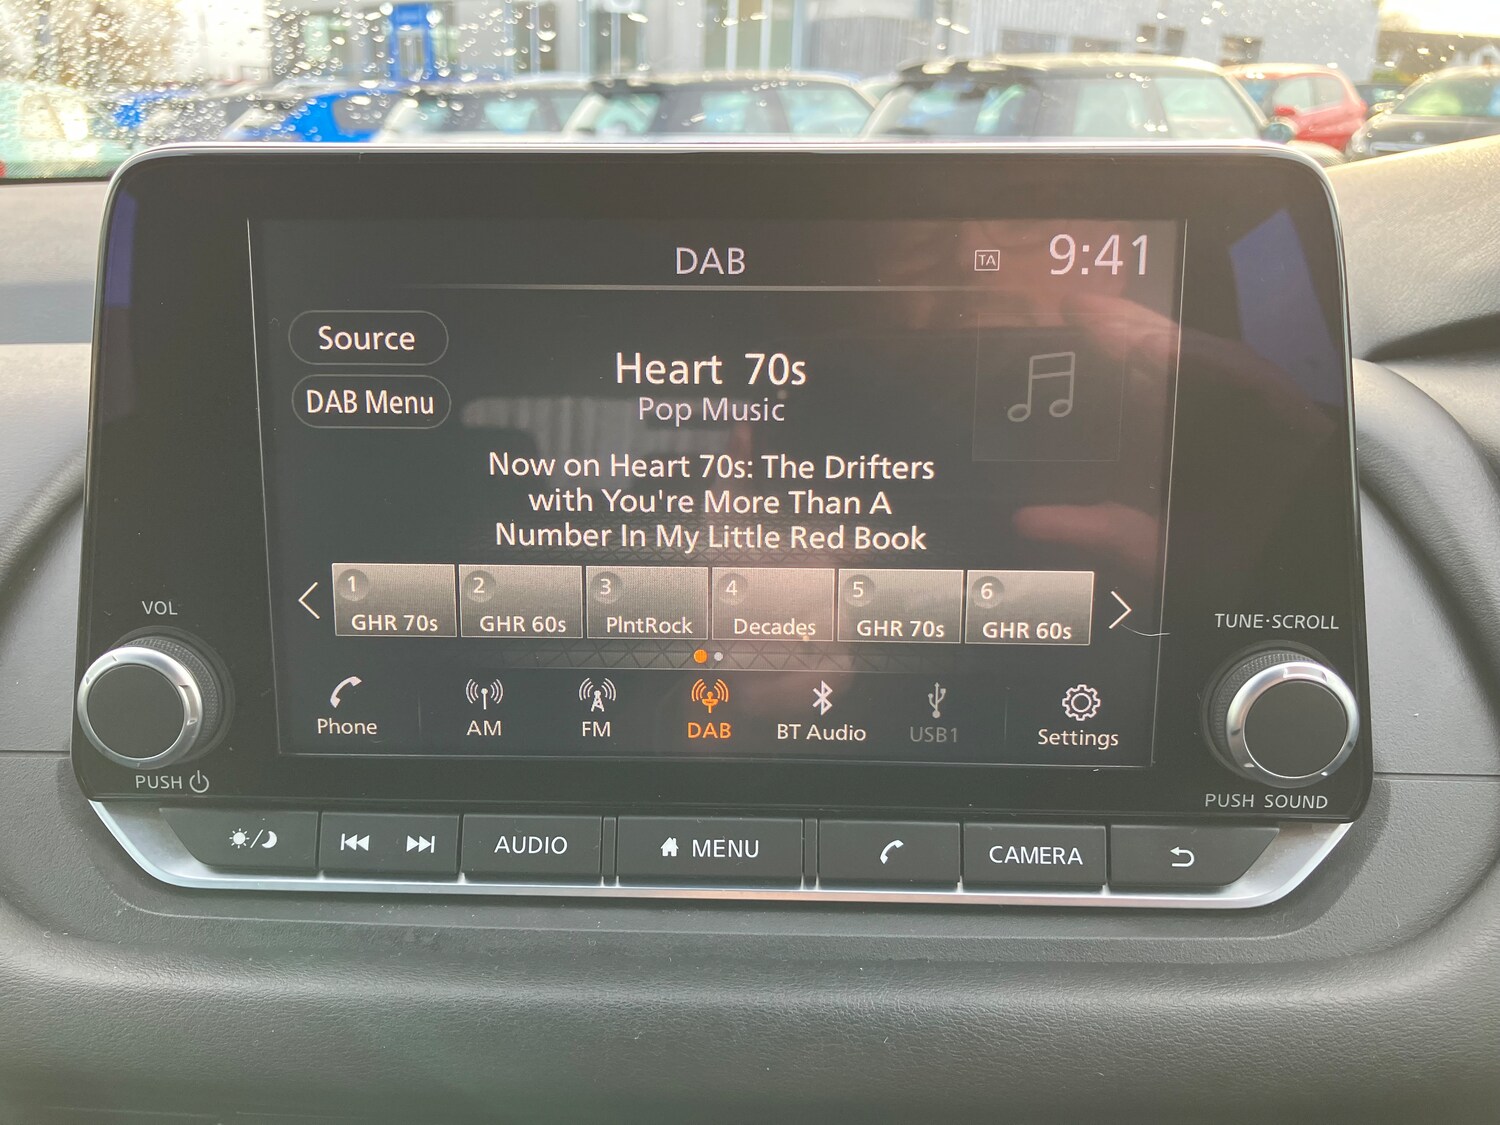 DAB
TA
9:41
Source
DAB Menu
Heart 70s
Pop Music
Now on Heart 70s: The Drifters
with You're More Than A
Number In My Little Red Book
1
GHR 70s
2
GHR 60s
3
PlntRock
4
Decades
5
GHR 70s
6
GHR 60s
Phone
AM
FM
DAB
BT Audio
USB1
Settings
VOL
PUSH
TUNE·SCROLL
PUSH SOUND
AUDIO
MENU
CAMERA